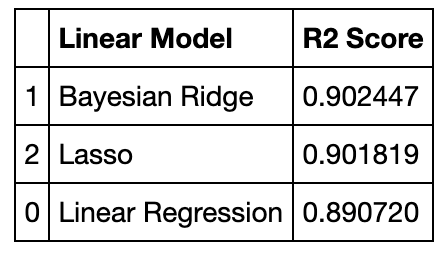 Linear Model R2 Score
1 Bayesian Ridge 0.902447
2 Lasso 0.901819
0 Linear Regression 0.890720